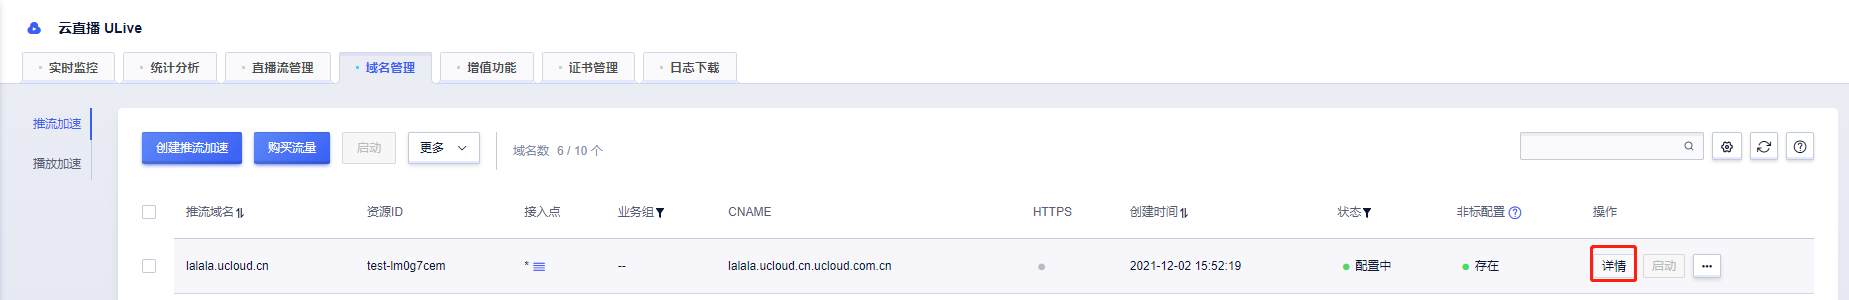 云直播 ULive
实时监控 统计分析 直播流管理 域名管理 增值功能 证书管理 日志下载
推流加速
播放加速
创建推流加速 购买流量 启动 更多 域名数 6 / 10 个
推流域名 资源ID 接入点 业务组 CNAME HTTPS 创建时间 状态 非标配置 操作
lalala.ucloud.cn test-lm0g7cem * -- lalala.ucloud.cn.ucloud.com.cn 2021-12-02 15:52:19 配置中 存在 详情 启动 ...